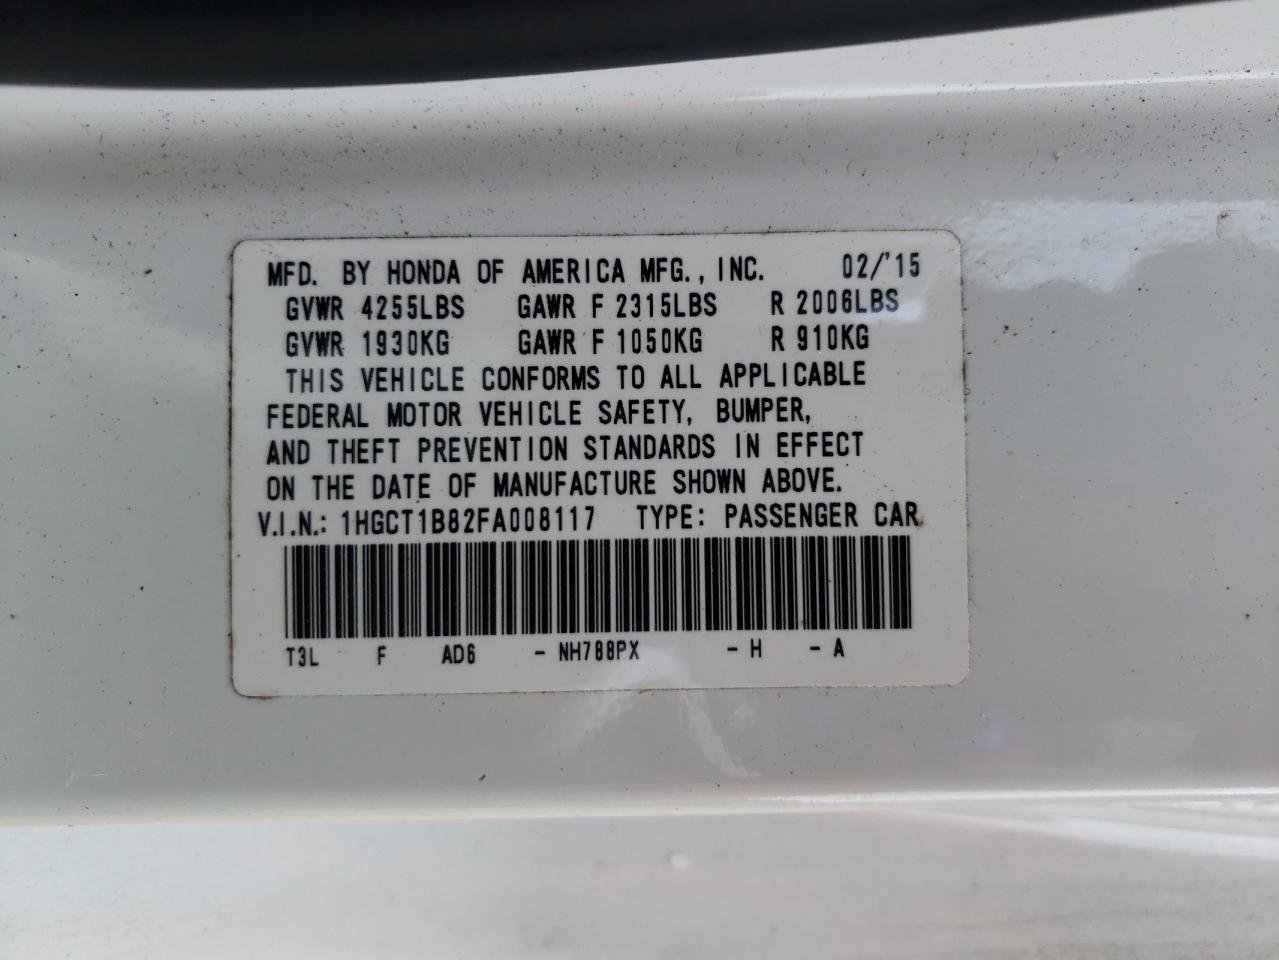 MFD. BY HONDA OF AMERICA MFG., INC. 02/'15
GVWR 4255LBS GAWR F 2315LBS R 2006LBS
GVWR 1930KG GAWR F 1050KG R 910KG
THIS VEHICLE CONFORMS TO ALL APPLICABLE
FEDERAL MOTOR VEHICLE SAFETY, BUMPER,
AND THEFT PREVENTION STANDARDS IN EFFECT
ON THE DATE OF MANUFACTURE SHOWN ABOVE.
V.I.N.: 1HGCT1B82FA008117 TYPE: PASSENGER CAR
T3L F AD6 - NH788PX - H - A